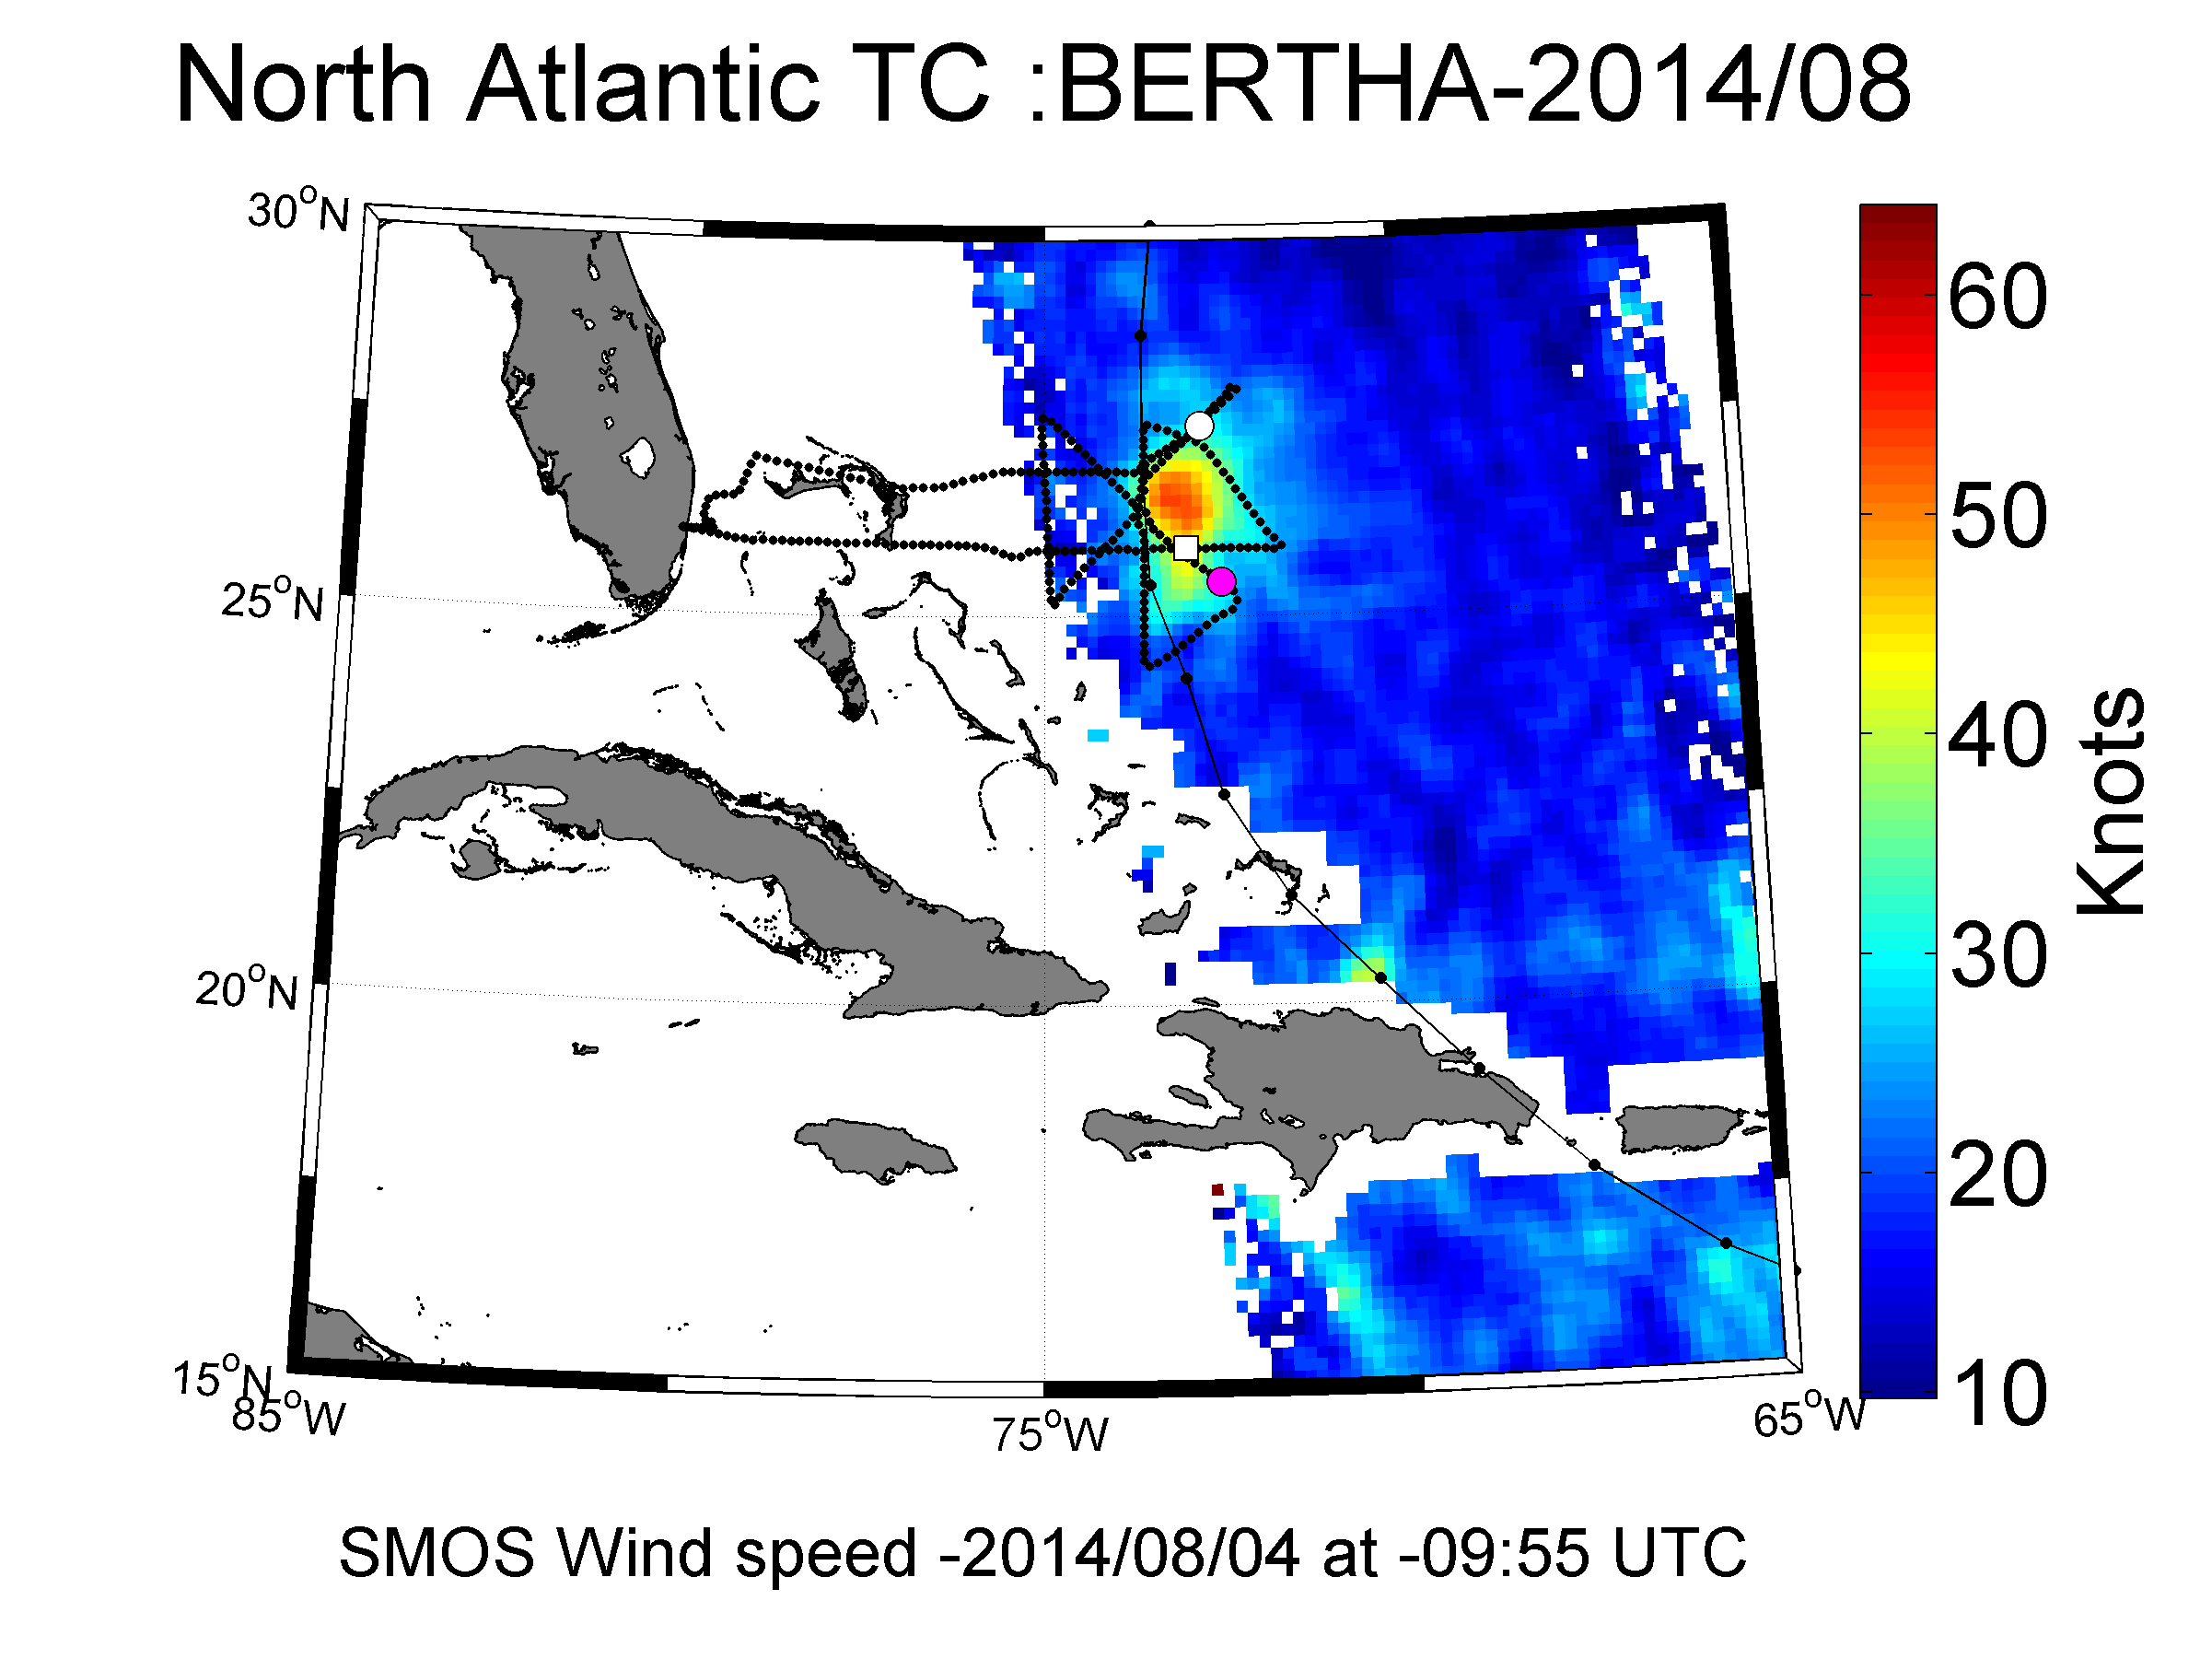 North Atlantic TC :BERTHA-2014/08
30°N
25°N
20°N
15°N
85°W
75°W
65°W
60
50
40
30
20
10
Knots
SMOS Wind speed -2014/08/04 at -09:55 UTC